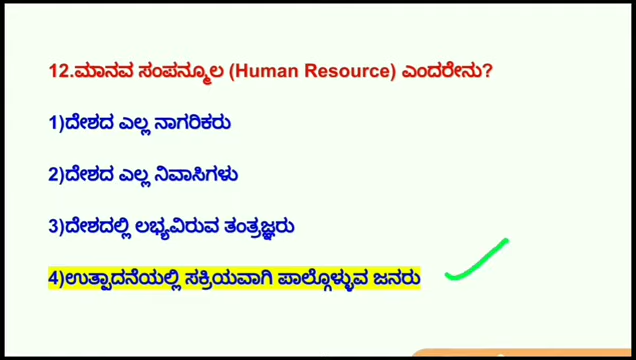 12.ಮಾನವ ಸಂಪನ್ಮೂಲ (Human Resource) ಎಂದರೇನು?
1)ದೇಶದ ಎಲ್ಲ ನಾಗರಿಕರು
2)ದೇಶದ ಎಲ್ಲ ನಿವಾಸಿಗಳು
3)ದೇಶದಲ್ಲಿ ಲಭ್ಯವಿರುವ ತಂತ್ರಜ್ಞರು
4)ಉತ್ಪಾದನೆಯಲ್ಲಿ ಸಕ್ರಿಯವಾಗಿ ಪಾಲ್ಗೊಳ್ಳುವ ಜನರು